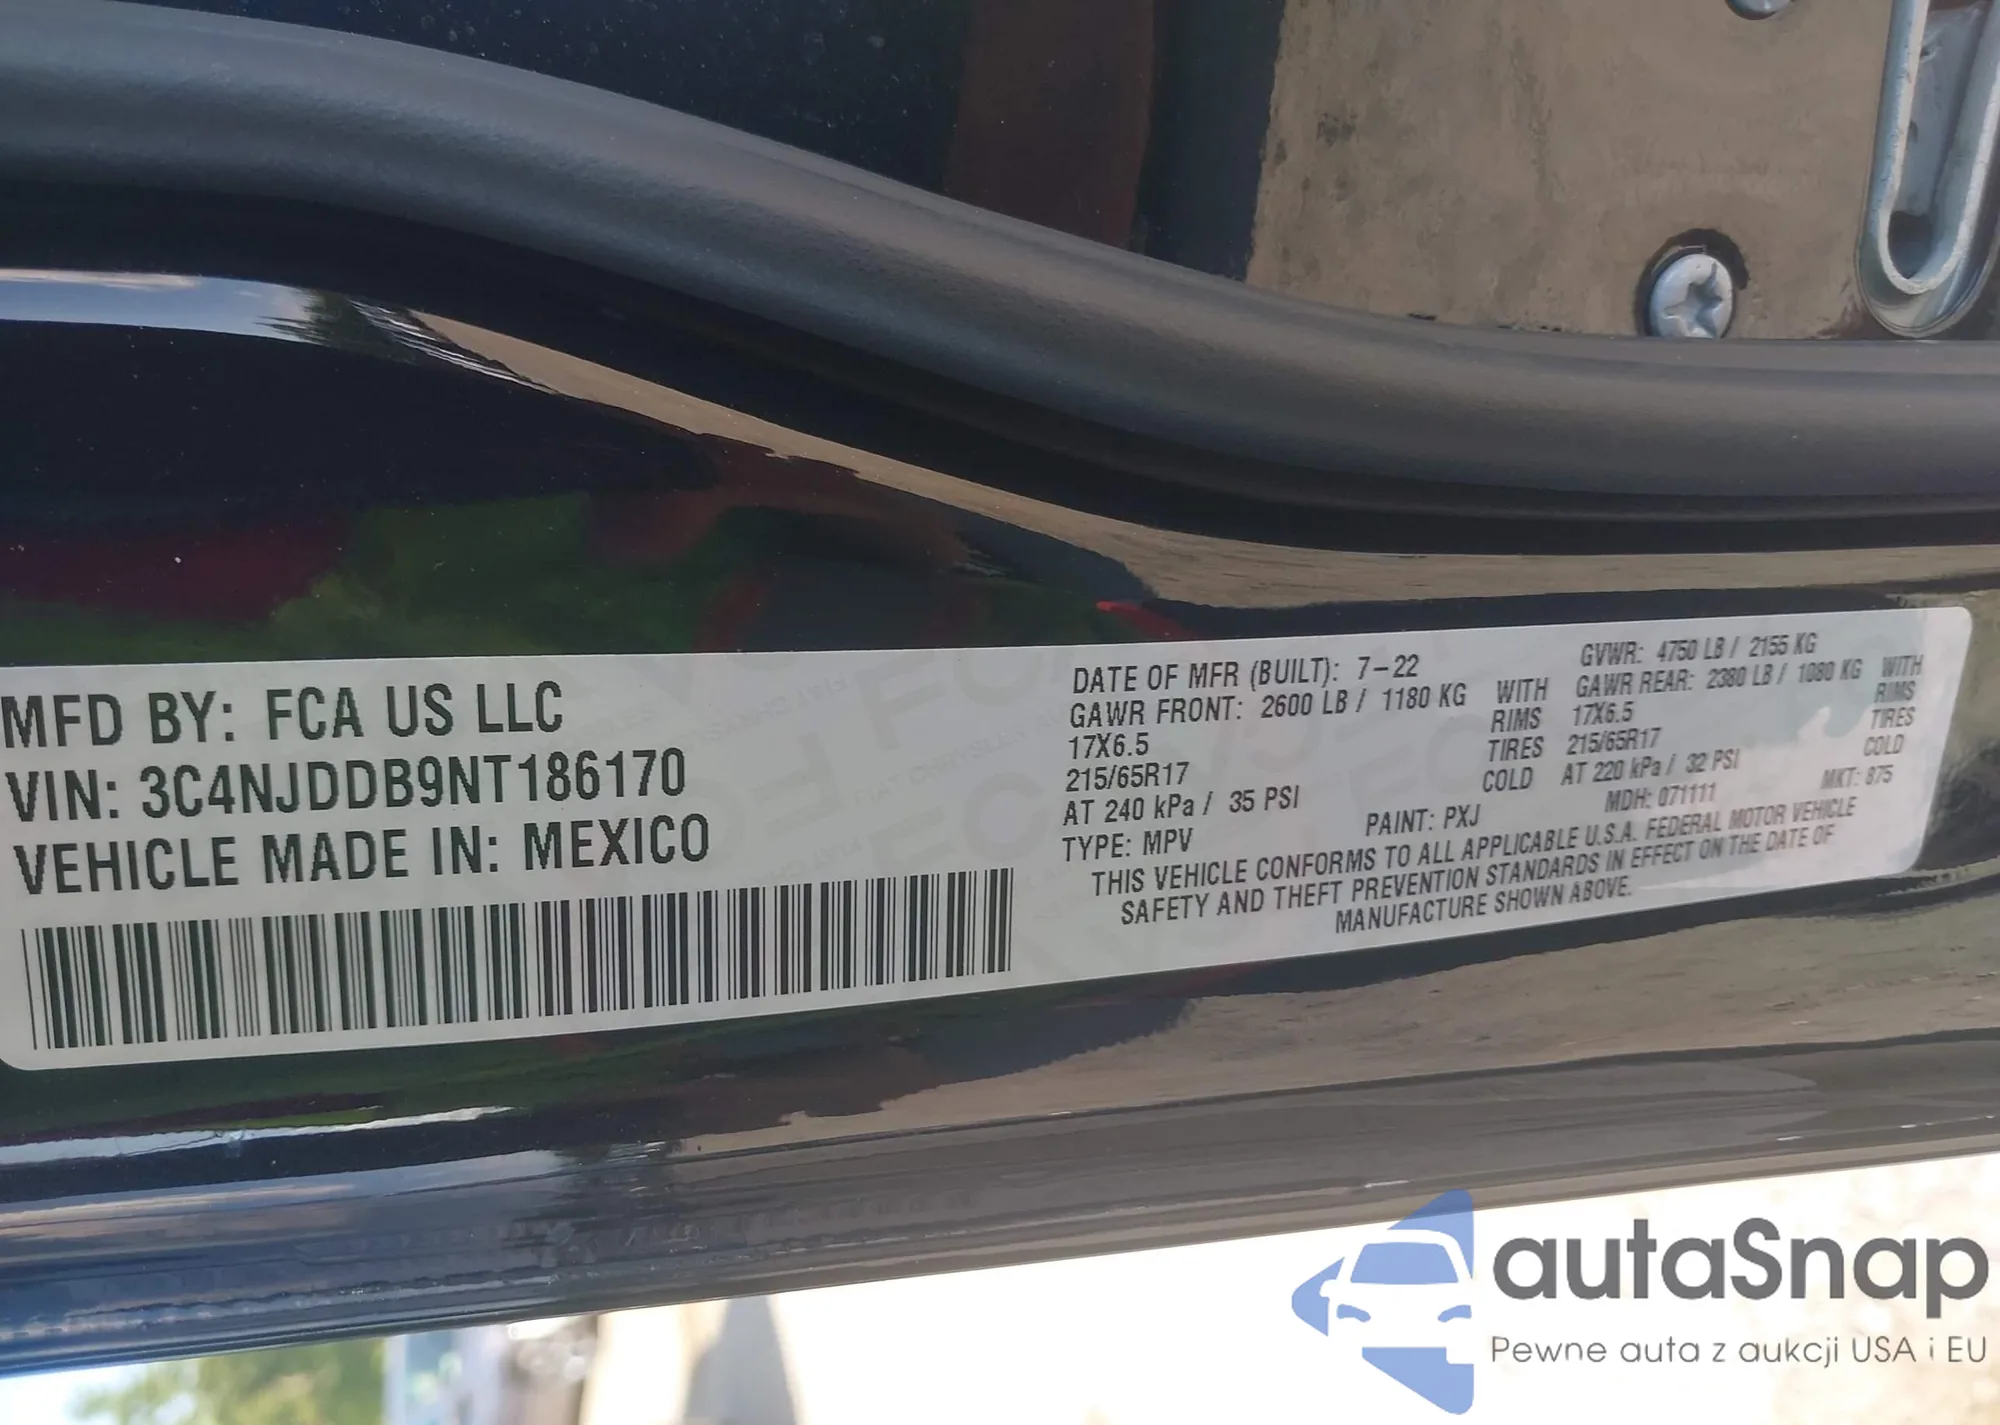 MFD BY: FCA US LLC
VIN: 3C4NJDDB9NT186170
VEHICLE MADE IN: MEXICO
DATE OF MFR (BUILT): 7-22
GVWR: 4750 LB / 2155 KG
GAWR FRONT: 2600 LB / 1180 KG WITH
GAWR REAR: 2380 LB / 1080 KG WITH
17X6.5 RIMS
17X6.5 RIMS
215/65R17 TIRES
215/65R17 TIRES
AT 240 kPa / 35 PSI COLD
AT 220 kPa / 32 PSI COLD
TYPE: MPV PAINT: PXJ MDH: 071111 MKT: 875
THIS VEHICLE CONFORMS TO ALL APPLICABLE U.S.A. FEDERAL MOTOR VEHICLE
SAFETY AND THEFT PREVENTION STANDARDS IN EFFECT ON THE DATE OF
MANUFACTURE SHOWN ABOVE.
autaSnap
Pewne auta z aukcji USA i EU